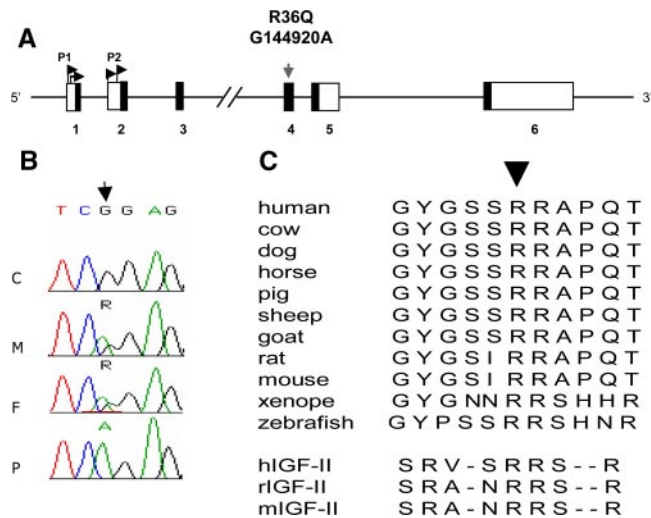 R36Q
G144920A
A
P1
P2
5'
3'
1
2
3
4
5
6
B
T C G G A G
C
R
M
R
F
A
P
C
human GYGSSRRAPQT
cow GYGSSRRAPQT
dog GYGSSRRAPQT
horse GYGSSRRAPQT
pig GYGSSRRAPQT
sheep GYGSSRRAPQT
goat GYGSSRRAPQT
rat GYGSIRRAPQT
mouse GYGSIRRAPQT
xenope GYGNNRRSHHR
zebrafish GYPSSRRSHNR
hIGF-II SRV-SRRS--R
rIGF-II SRA-NRRS--R
mIGF-II SRA-NRRS--R